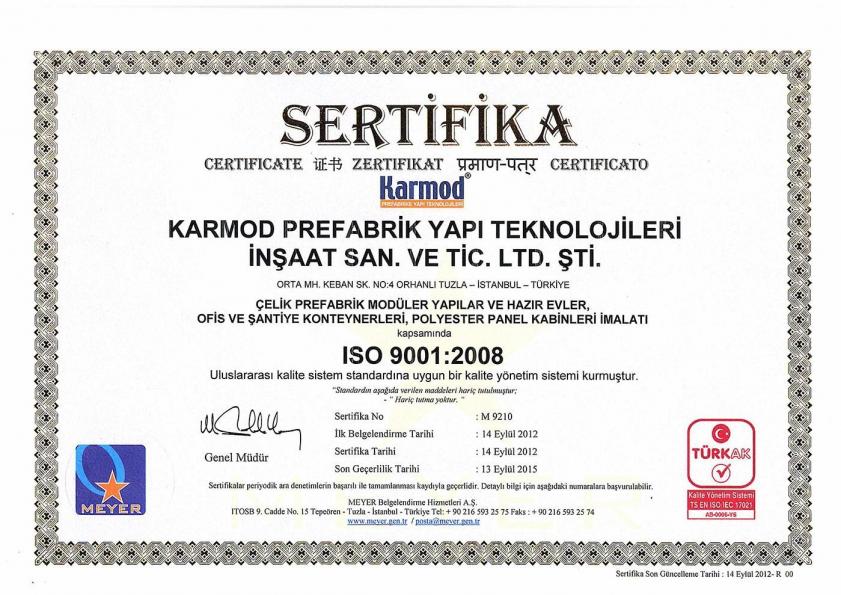 SERTİFİKA
CERTIFICATE 证书 ZERTIFIKAT प्रमाण-पत्र CERTIFICATO
Karmod®
PREFABRİKE YAPI TEKNOLOJİLERİ
KARMOD PREFABRİK YAPI TEKNOLOJİLERİ
İNŞAAT SAN. VE TİC. LTD. ŞTİ.
ORTA MH. KEBAN SK. NO:4 ORHANLI TUZLA – İSTANBUL – TÜRKİYE
ÇELİK PREFABRİK MODÜLER YAPILAR VE HAZIR EVLER,
OFİS VE ŞANTİYE KONTEYNERLERİ, POLYESTER PANEL KABİNLERİ İMALATI
kapsamında
ISO 9001:2008
Uluslararası kalite sistem standardına uygun bir kalite yönetim sistemi kurmuştur.
"Standardın aşağıda verilen maddeleri hariç tutulmuştur;
- " Hariç tutma yoktur. "
Sertifika No : M 9210
İlk Belgelendirme Tarihi : 14 Eylül 2012
Sertifika Tarihi : 14 Eylül 2012
Son Geçerlilik Tarihi : 13 Eylül 2015
Genel Müdür
MEYER
TÜRKAK
Kalite Yönetim Sistemi
TS EN ISO IEC 17021
AB-0006-YS
Sertifikalar periyodik ara denetimlerin başarılı ile tamamlanması kaydıyla geçerlidir. Detaylı bilgi için aşağıdaki numaralara başvurulabilir.
MEYER Belgelendirme Hizmetleri A.Ş.
ITOSB 9. Cadde No. 15 Tepeören - Tuzla - İstanbul - Türkiye Tel: + 90 216 593 25 75 Faks : + 90 216 593 25 74
www.meyer.gen.tr / posta@meyer.gen.tr
Sertifika Son Güncelleme Tarihi : 14 Eylül 2012- R 00